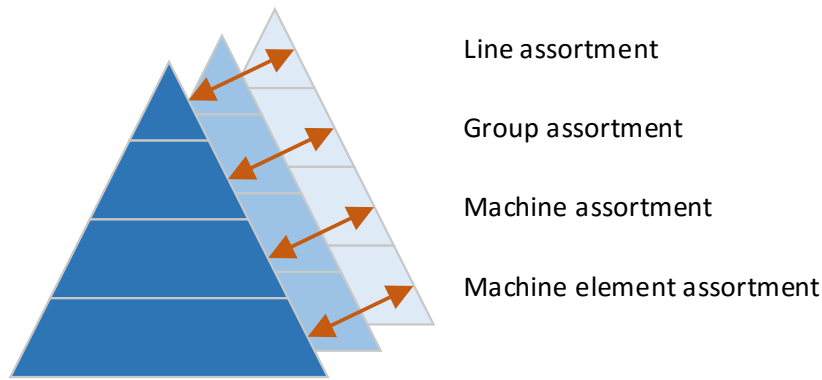 Line assortment
Group assortment
Machine assortment
Machine element assortment